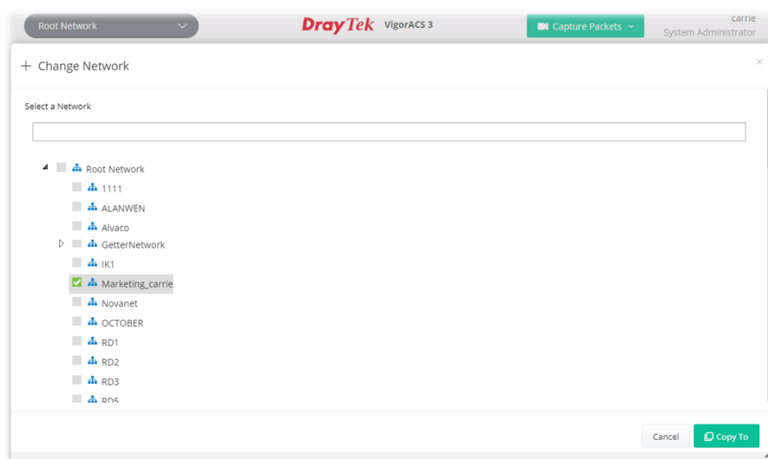 Root Network
DrayTek VigorACS 3
Capture Packets
carrie
System Administrator
+ Change Network
×
Select a Network
Root Network
1111
ALANWEN
Alvaco
GetterNetwork
IK1
Marketing_carrie
Novanet
OCTOBER
RD1
RD2
RD3
RD5
Cancel
Copy To